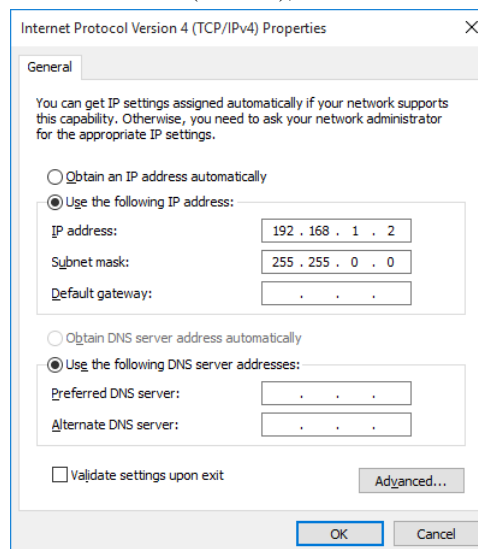 Internet Protocol Version 4 (TCP/IPv4) Properties
General
You can get IP settings assigned automatically if your network supports
this capability. Otherwise, you need to ask your network administrator
for the appropriate IP settings.
Obtain an IP address automatically
Use the following IP address:
IP address: 192 . 168 . 1 . 2
Subnet mask: 255 . 255 . 0 . 0
Default gateway: . . .
Obtain DNS server address automatically
Use the following DNS server addresses:
Preferred DNS server: . . .
Alternate DNS server: . . .
Validate settings upon exit
Advanced...
OK Cancel